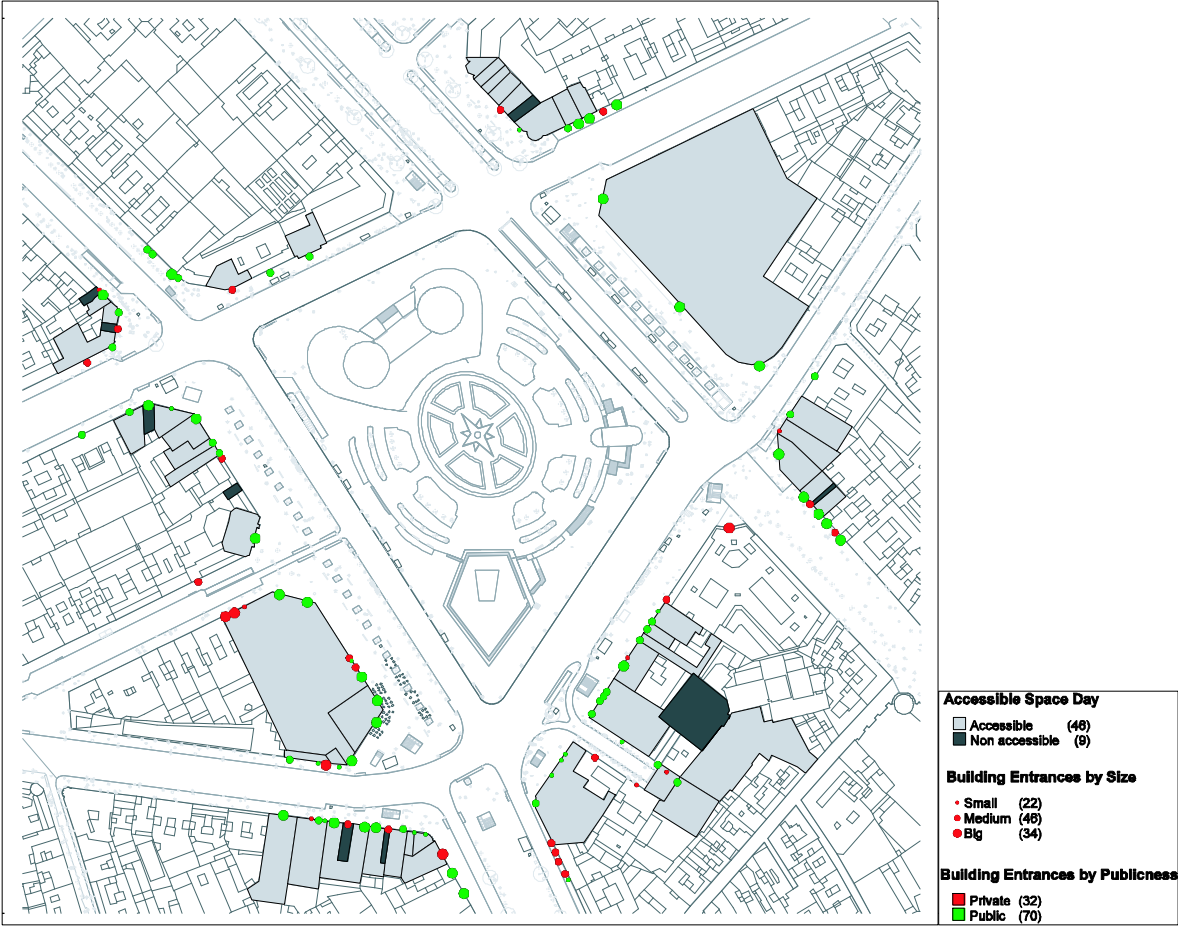 Accessible Space Day
Accessible (46)
Non accessible (9)
Building Entrances by Size
Small (22)
Medium (46)
Big (34)
Building Entrances by Publicness
Private (32)
Public (70)